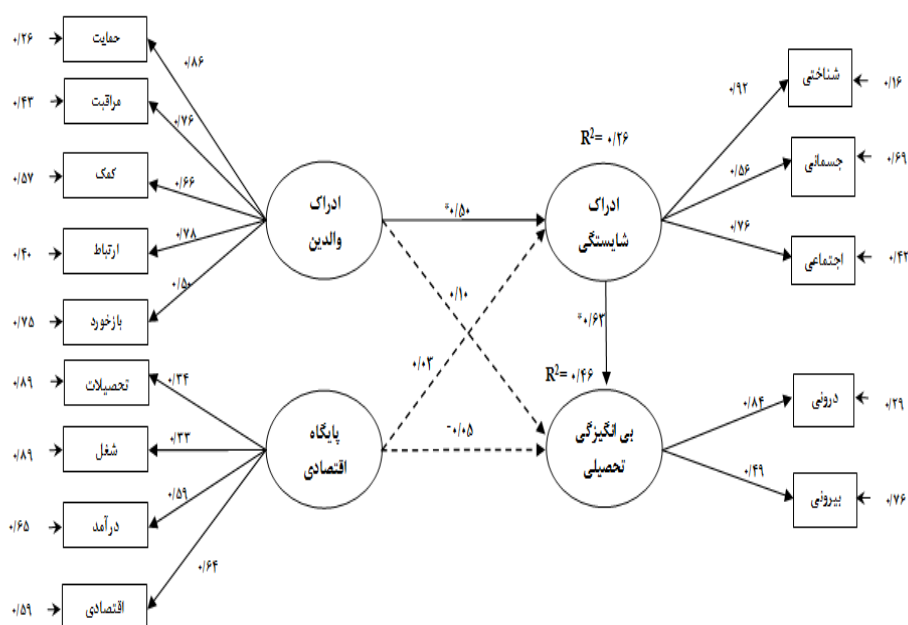 ۰/۲۶
حمایت
۰/۸۶
۰/۴۳
مراقبت
۰/۷۶
۰/۵۷
کمک
۰/۶۶
۰/۴۰
ارتباط
۰/۷۸
۰/۷۵
بازخورد
۰/۵۰
ادراک
والدین
*۰/۵۰
۰/۱۰
R²= ۰/۲۶
ادراک
شایستگی
۰/۹۲
شناختی
۰/۱۶
۰/۵۶
جسمانی
۰/۶۹
۰/۷۶
اجتماعی
۰/۴۲
*۰/۶۳
۰/۸۹
تحصیلات
۰/۳۴
۰/۸۹
شغل
۰/۳۳
۰/۶۵
درآمد
۰/۵۹
۰/۵۹
اقتصادی
۰/۶۴
پایگاه
اقتصادی
۰/۰۳
-۰/۰۵
R²= ۰/۴۶
بی انگیزگی
تحصیلی
۰/۸۴
درونی
۰/۲۹
۰/۴۹
بیرونی
۰/۷۶